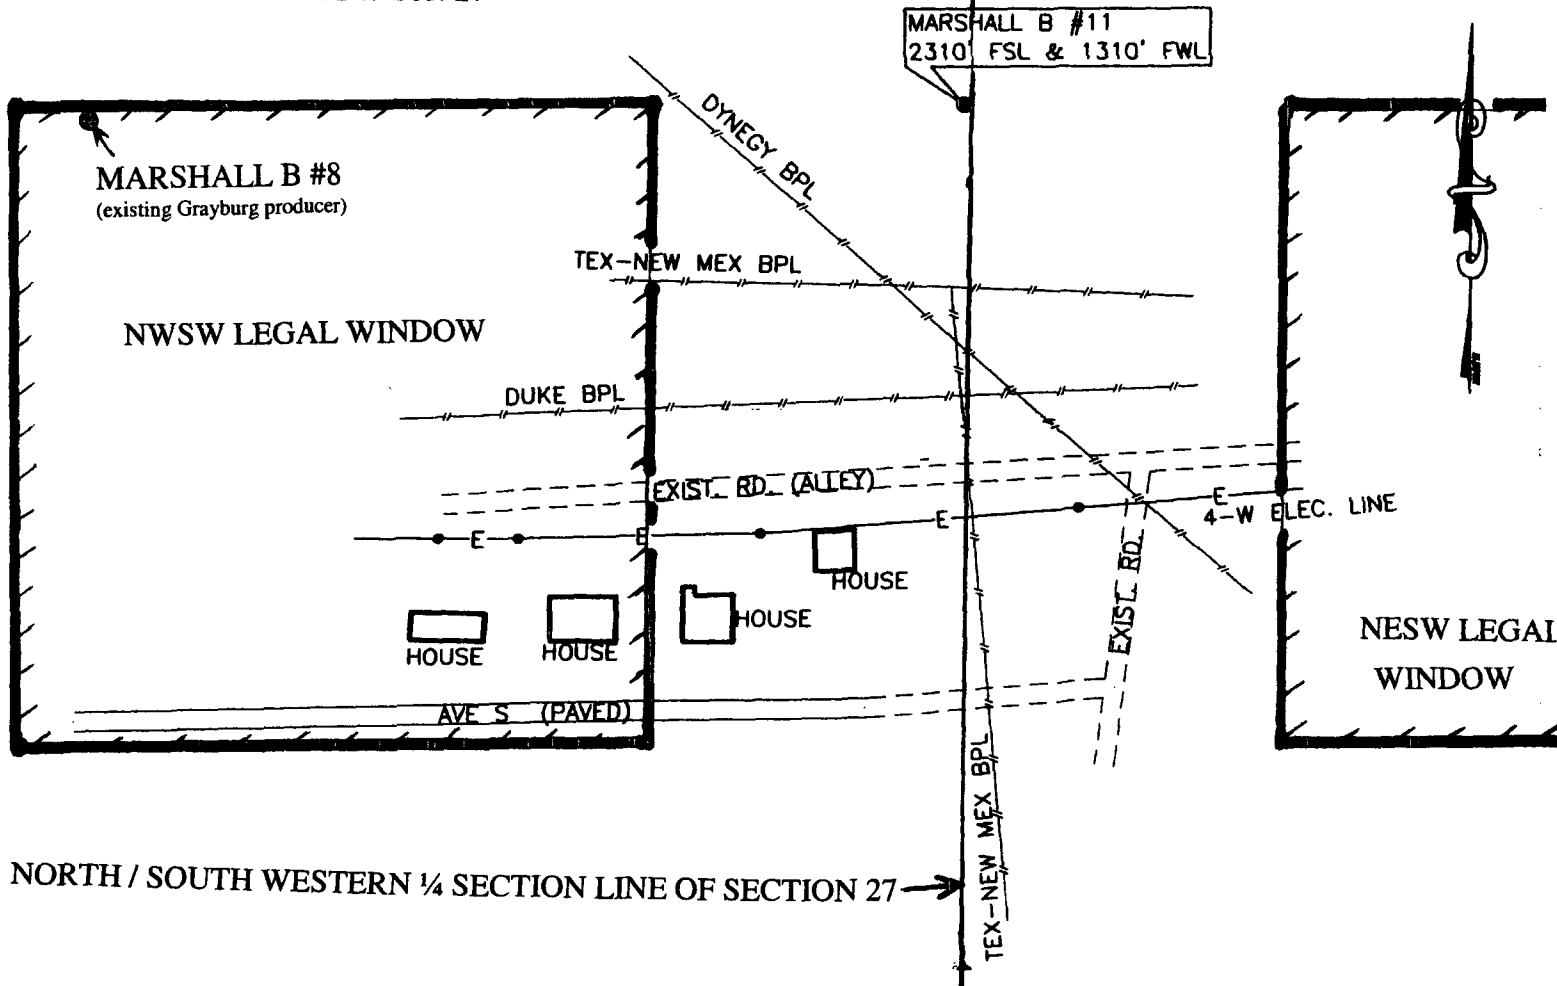 MARSHALL B #11
2310' FSL & 1310' FWL
DYNEGY BPL
MARSHALL B #8
(existing Grayburg producer)
TEX-NEW MEX BPL
NWSW LEGAL WINDOW
DUKE BPL
EXIST. RD. (ALLEY)
E
E
E
E
4-W ELEC. LINE
HOUSE
EXIST. RD.
HOUSE
HOUSE
HOUSE
NESW LEGAL
WINDOW
AVE S (PAVED)
TEX-NEW MEX BPL
NORTH / SOUTH WESTERN ¼ SECTION LINE OF SECTION 27